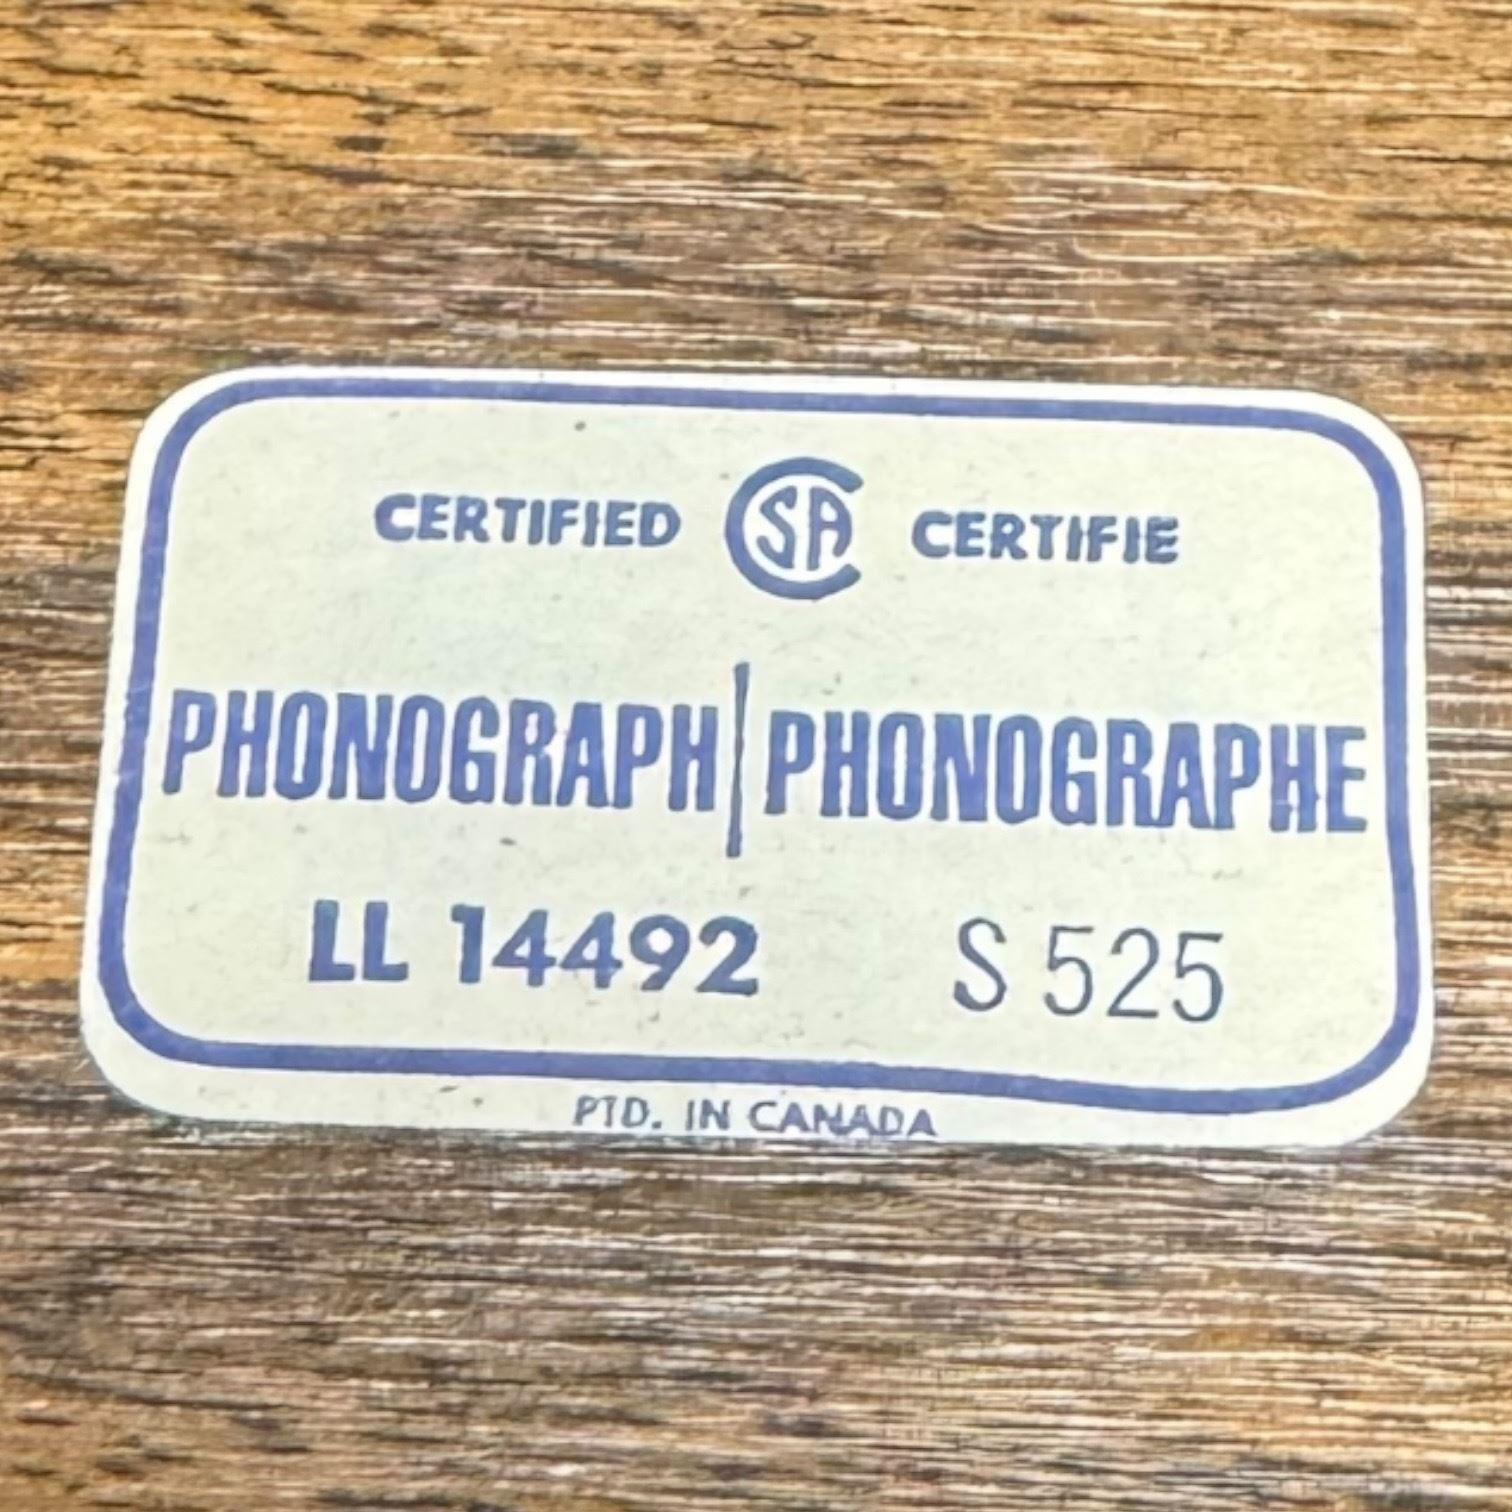 CERTIFIED CSA CERTIFIE
PHONOGRAPH | PHONOGRAPHE
LL 14492 S 525
PTD. IN CANADA